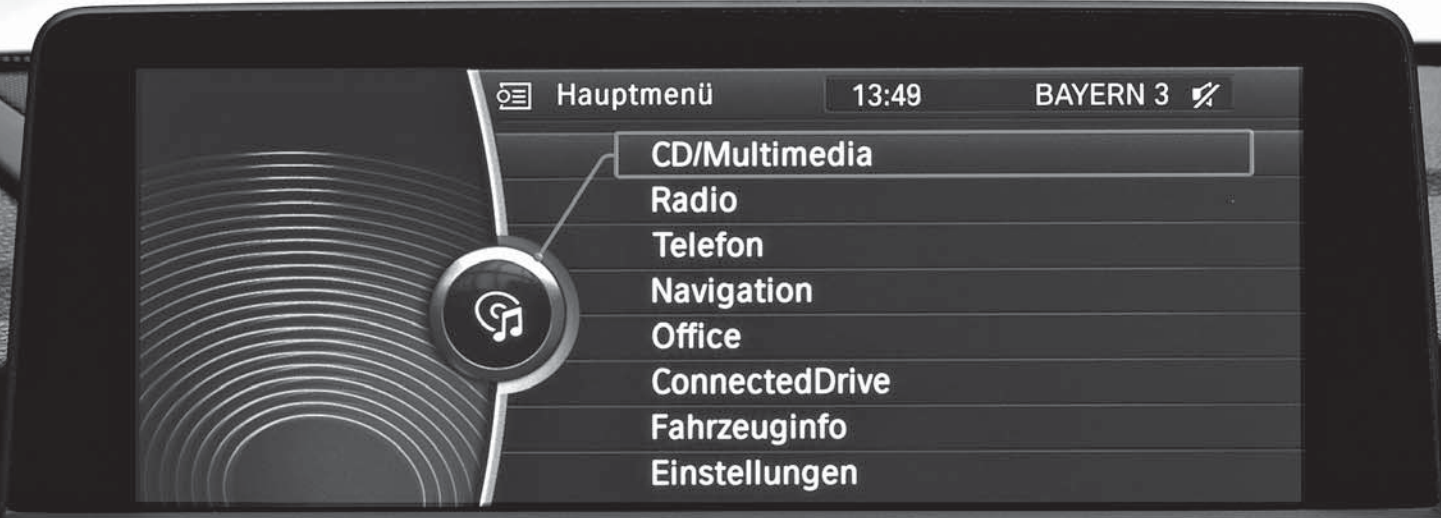 Hauptmenü 13:49 BAYERN 3
CD/Multimedia
Radio
Telefon
Navigation
Office
ConnectedDrive
Fahrzeuginfo
Einstellungen